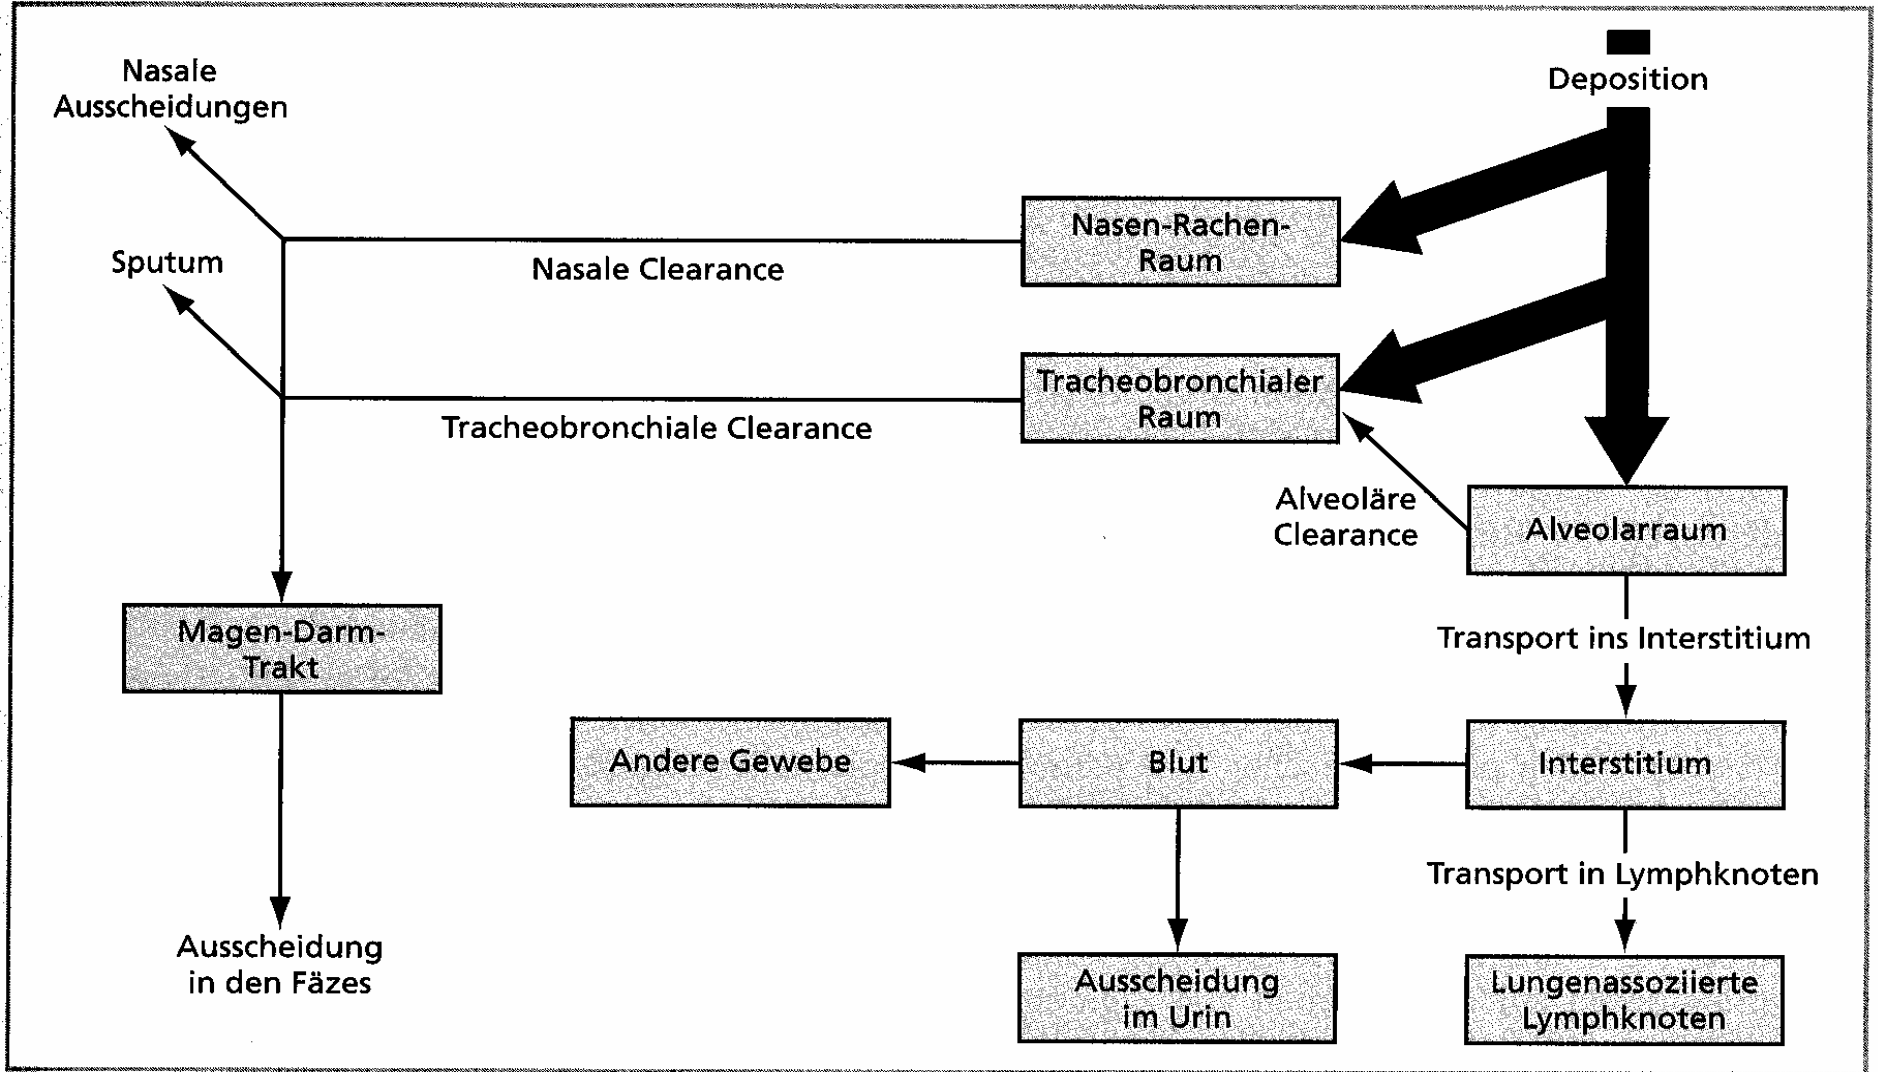 Nasale
Ausscheidungen
Deposition
Nasen-Rachen-
Raum
Sputum
Nasale Clearance
Tracheobronchialer
Raum
Tracheobronchiale Clearance
Alveoläre
Clearance
Alveolarraum
Magen-Darm-
Trakt
Transport ins Interstitium
Andere Gewebe
Blut
Interstitium
Transport in Lymphknoten
Ausscheidung
in den Fäzes
Ausscheidung
im Urin
Lungenassoziierte
Lymphknoten